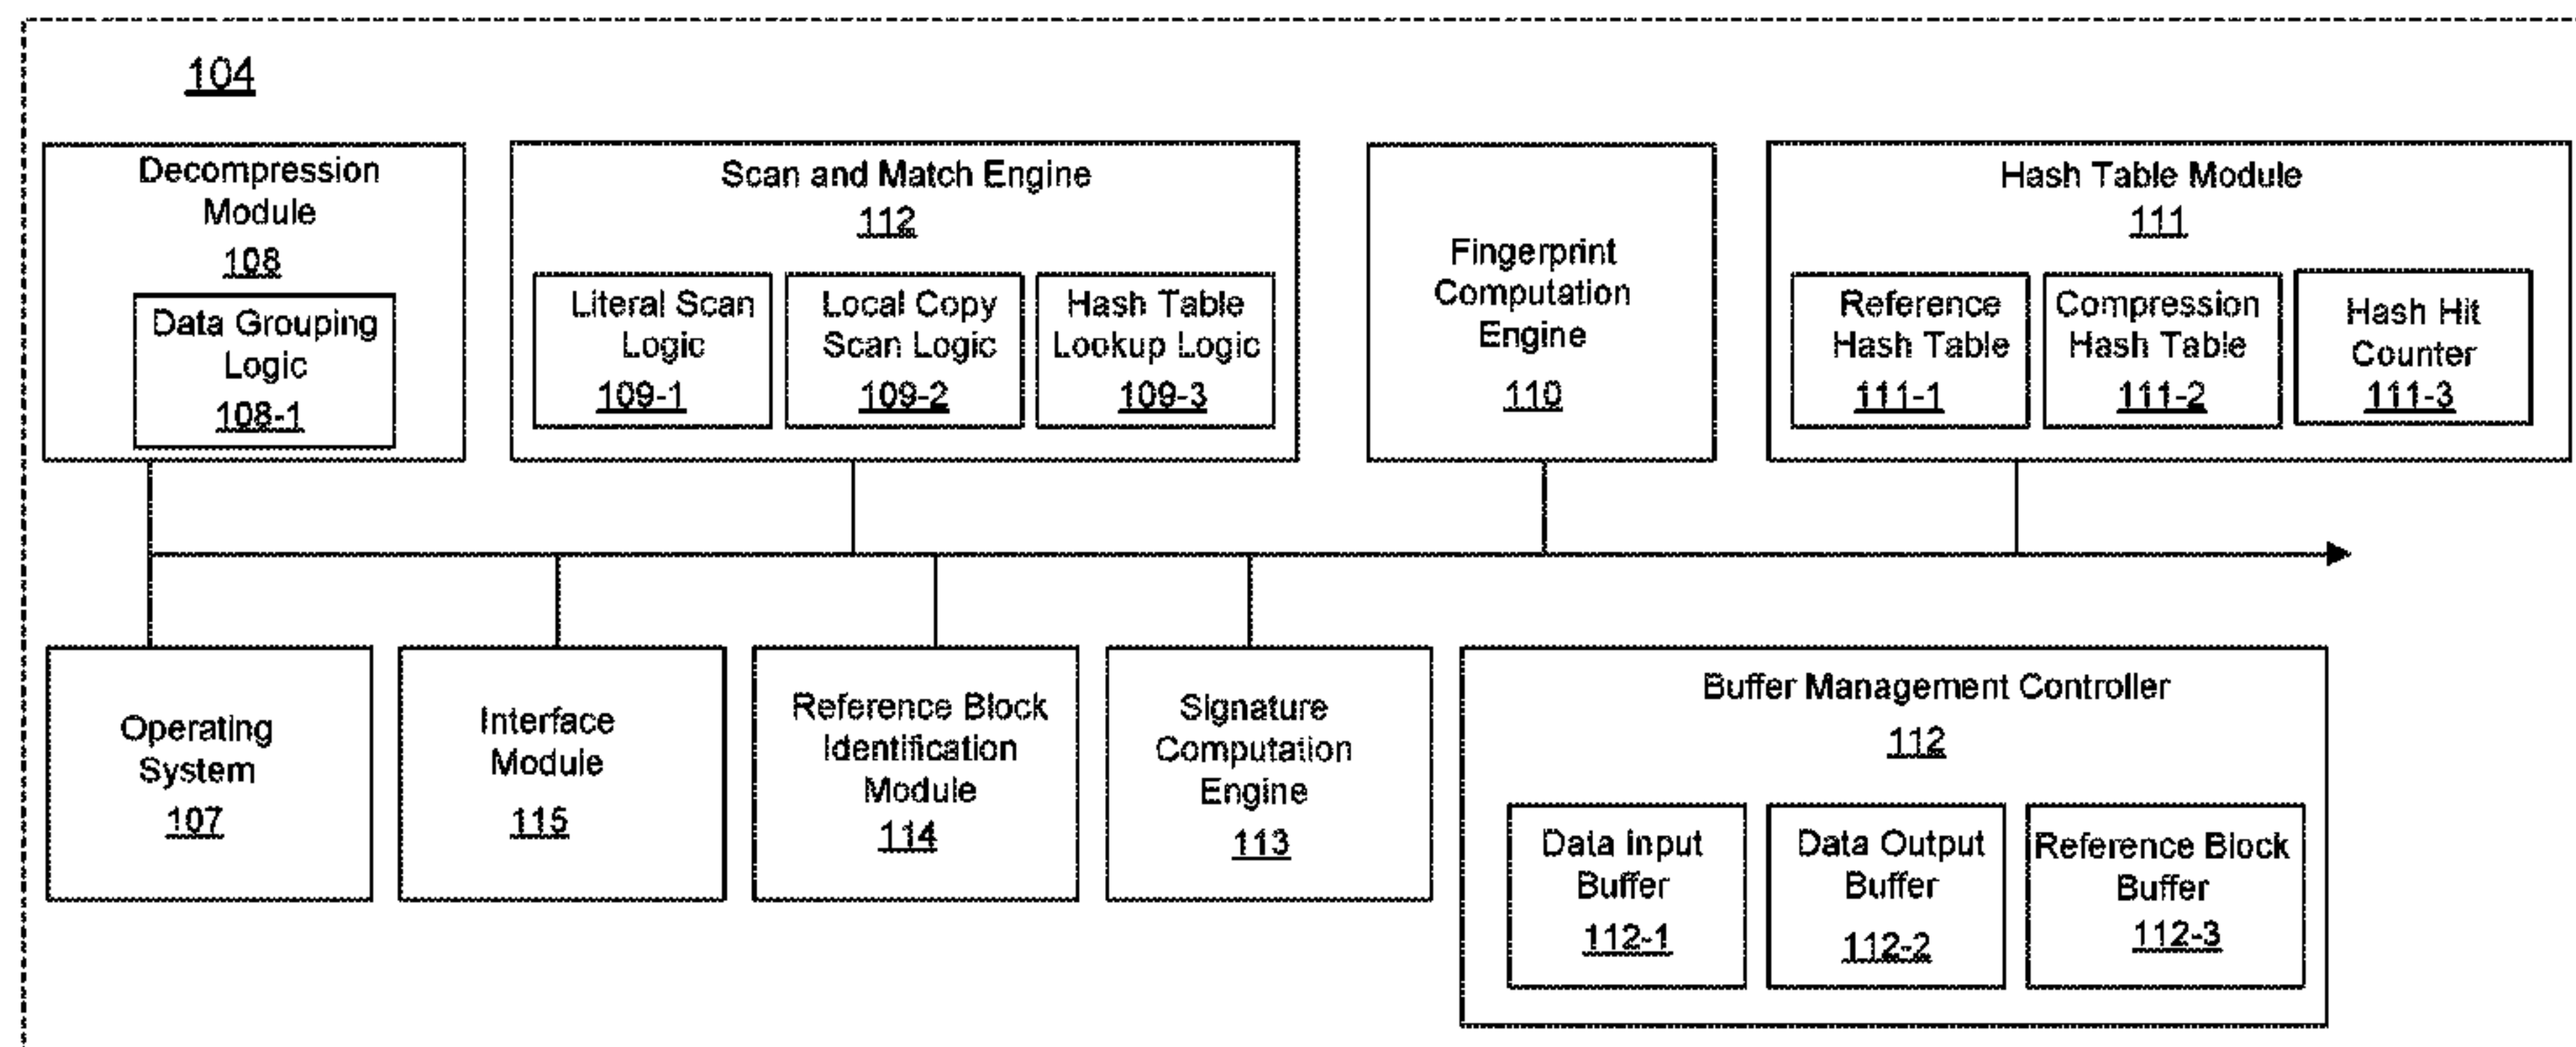 104
Decompression
Module
108
Data Grouping
Logic
108-1
Scan and Match Engine
112
Literal Scan
Logic
109-1
Local Copy
Scan Logic
109-2
Hash Table
Lookup Logic
109-3
Fingerprint
Computation
Engine
110
Hash Table Module
111
Reference
Hash Table
111-1
Compression
Hash Table
111-2
Hash Hit
Counter
111-3
Operating
System
107
Interface
Module
115
Reference Block
Identification
Module
114
Signature
Computation
Engine
113
Buffer Management Controller
112
Data Input
Buffer
112-1
Data Output
Buffer
112-2
Reference Block
Buffer
112-3